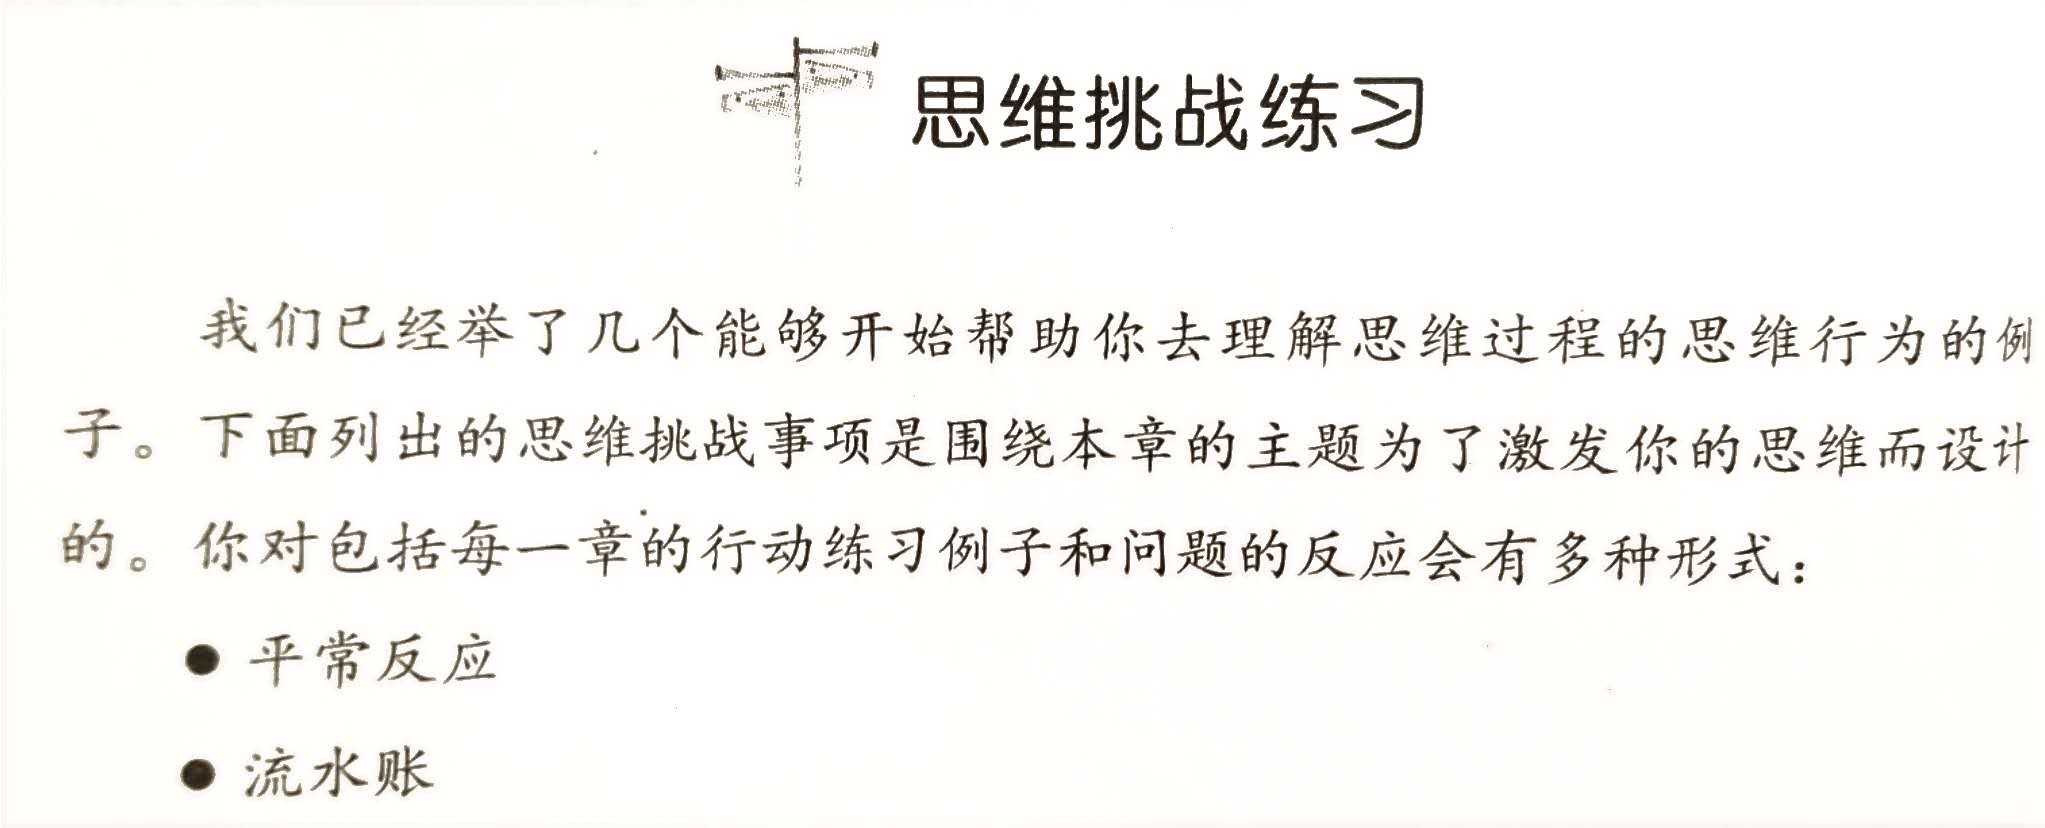 思维挑战练习
我们已经举了几个能够开始帮助你去理解思维过程的思维行为的例
子。下面列出的思维挑战事项是围绕本章的主题为了激发你的思维而设计
的。你对包括每一章的行动练习例子和问题的反应会有多种形式：
● 平常反应
● 流水账